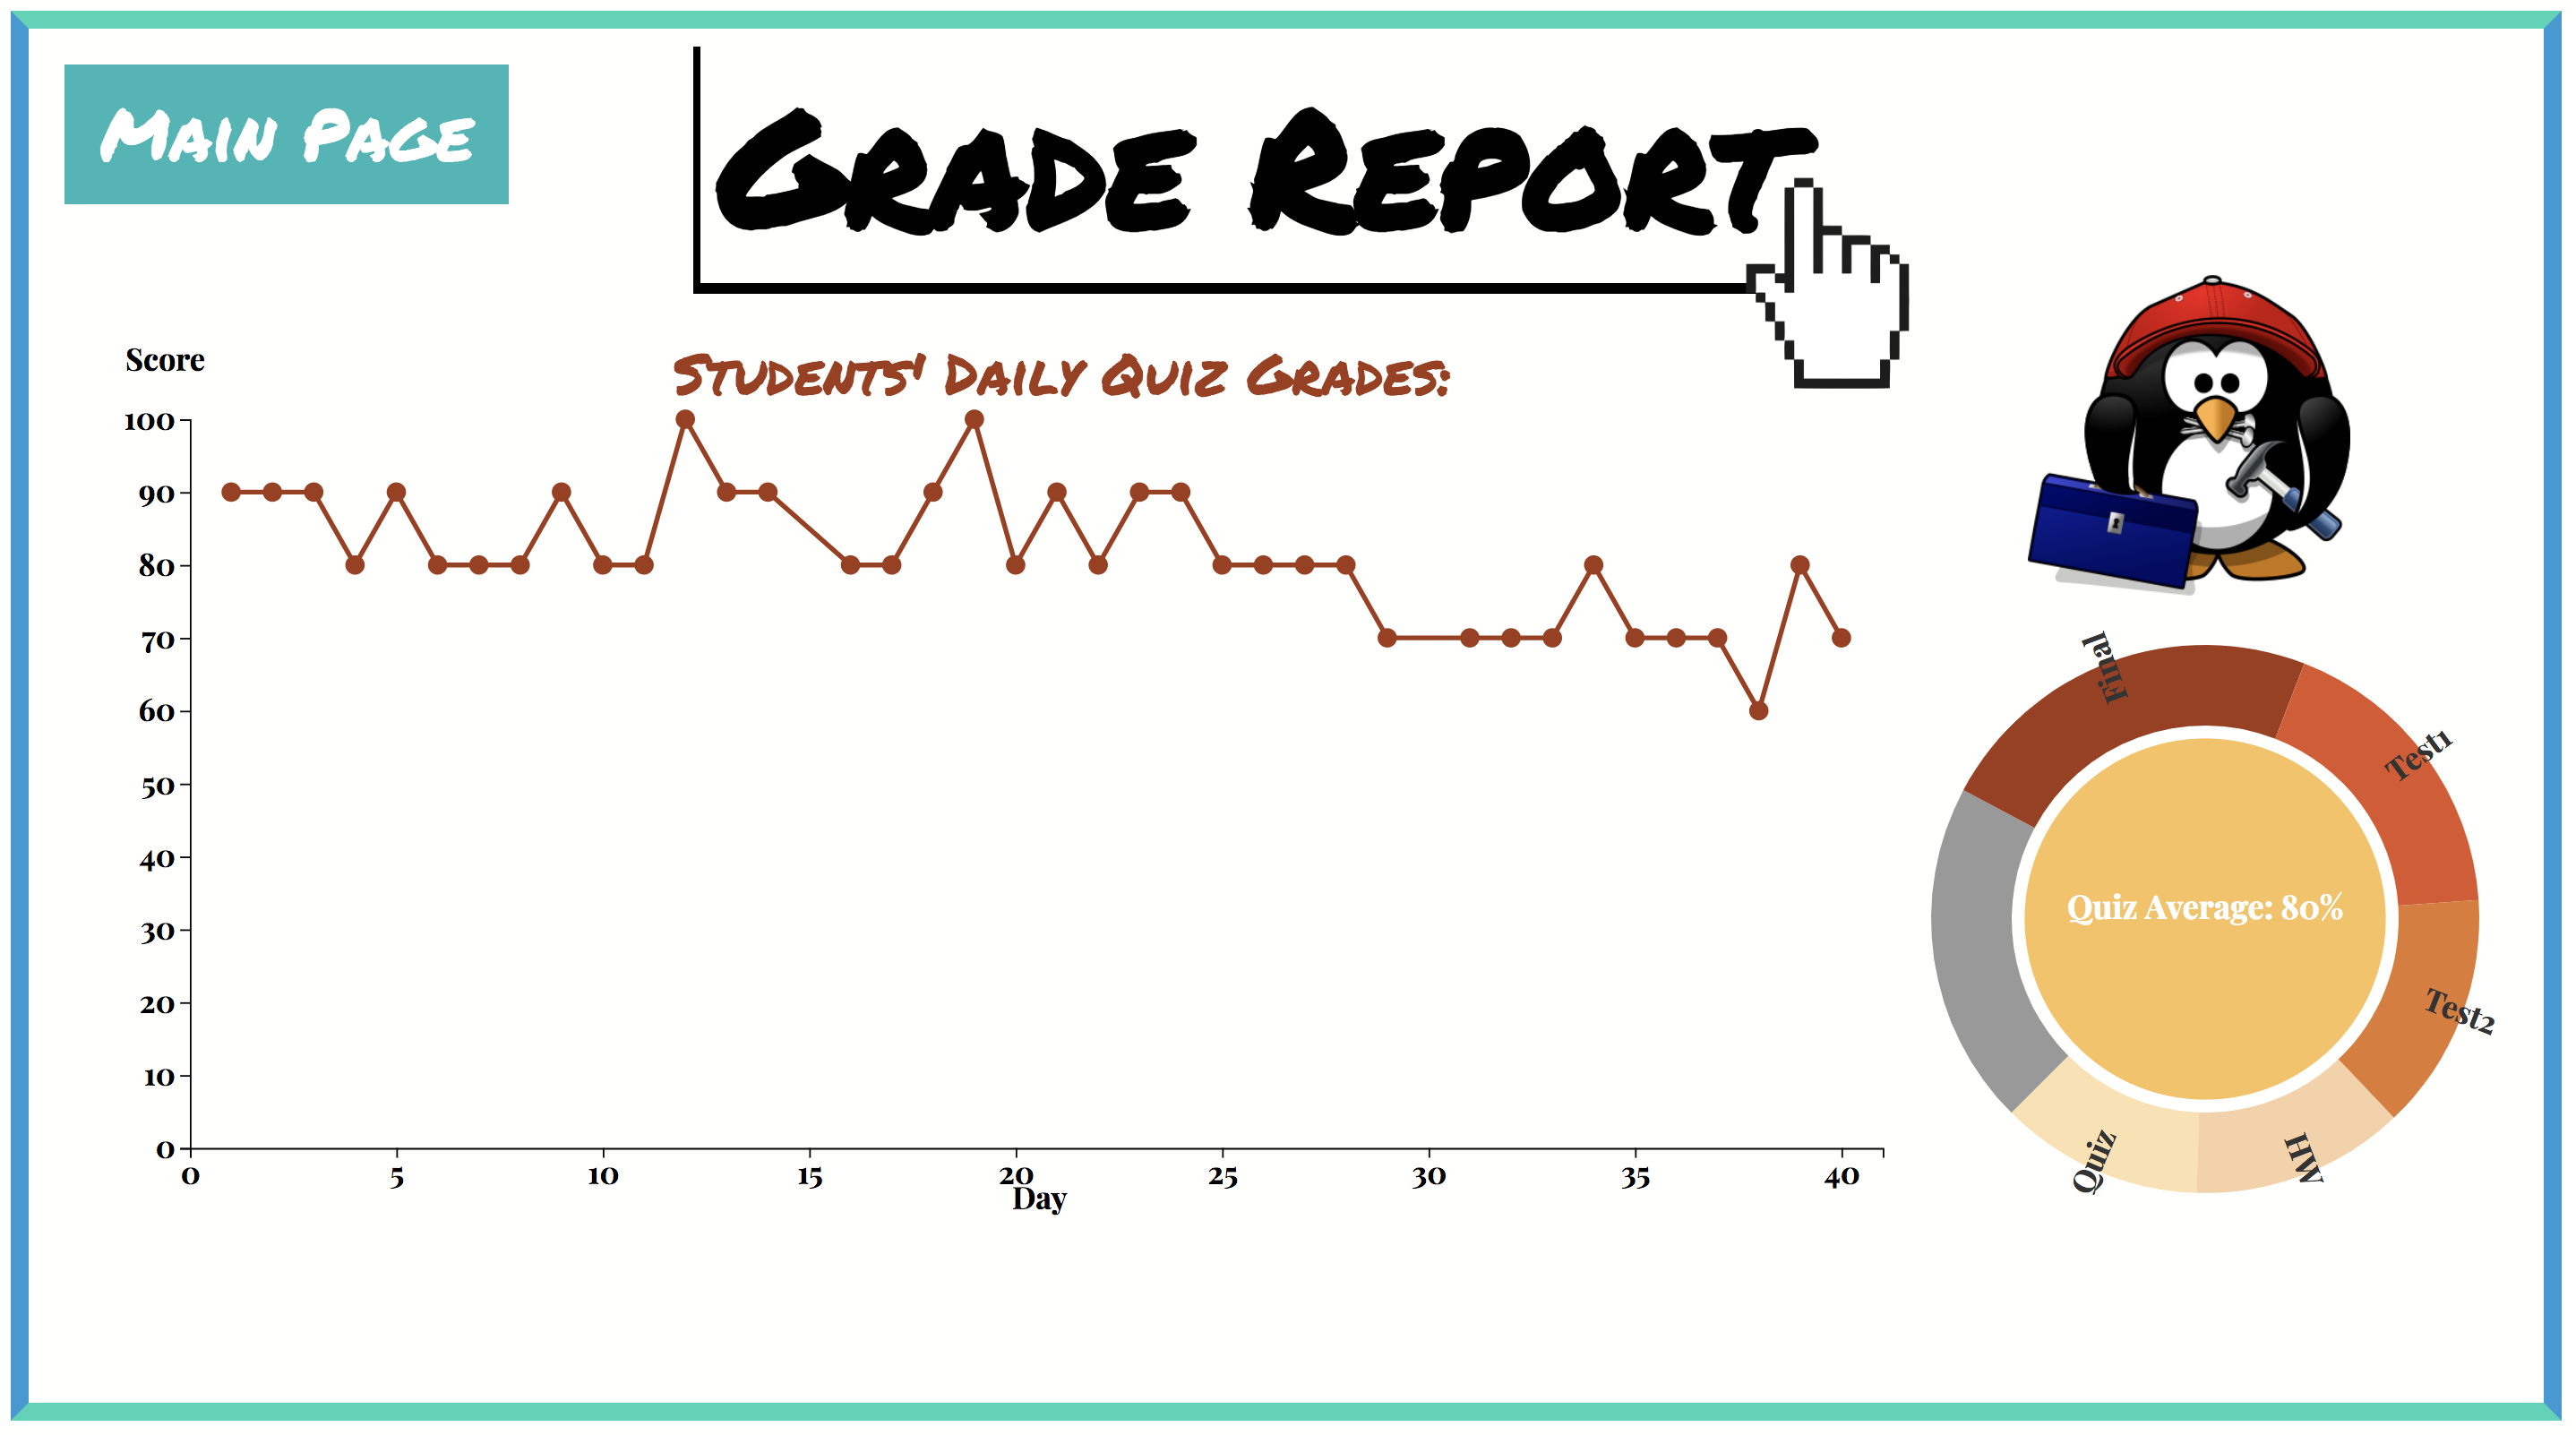 Main Page
Grade Report
Students' Daily Quiz Grades:
Score
100
90
80
70
60
50
40
30
20
10
0
0 5 10 15 20 25 30 35 40
Day
Final
Test1
Test2
HW
Quiz
Quiz Average: 80%